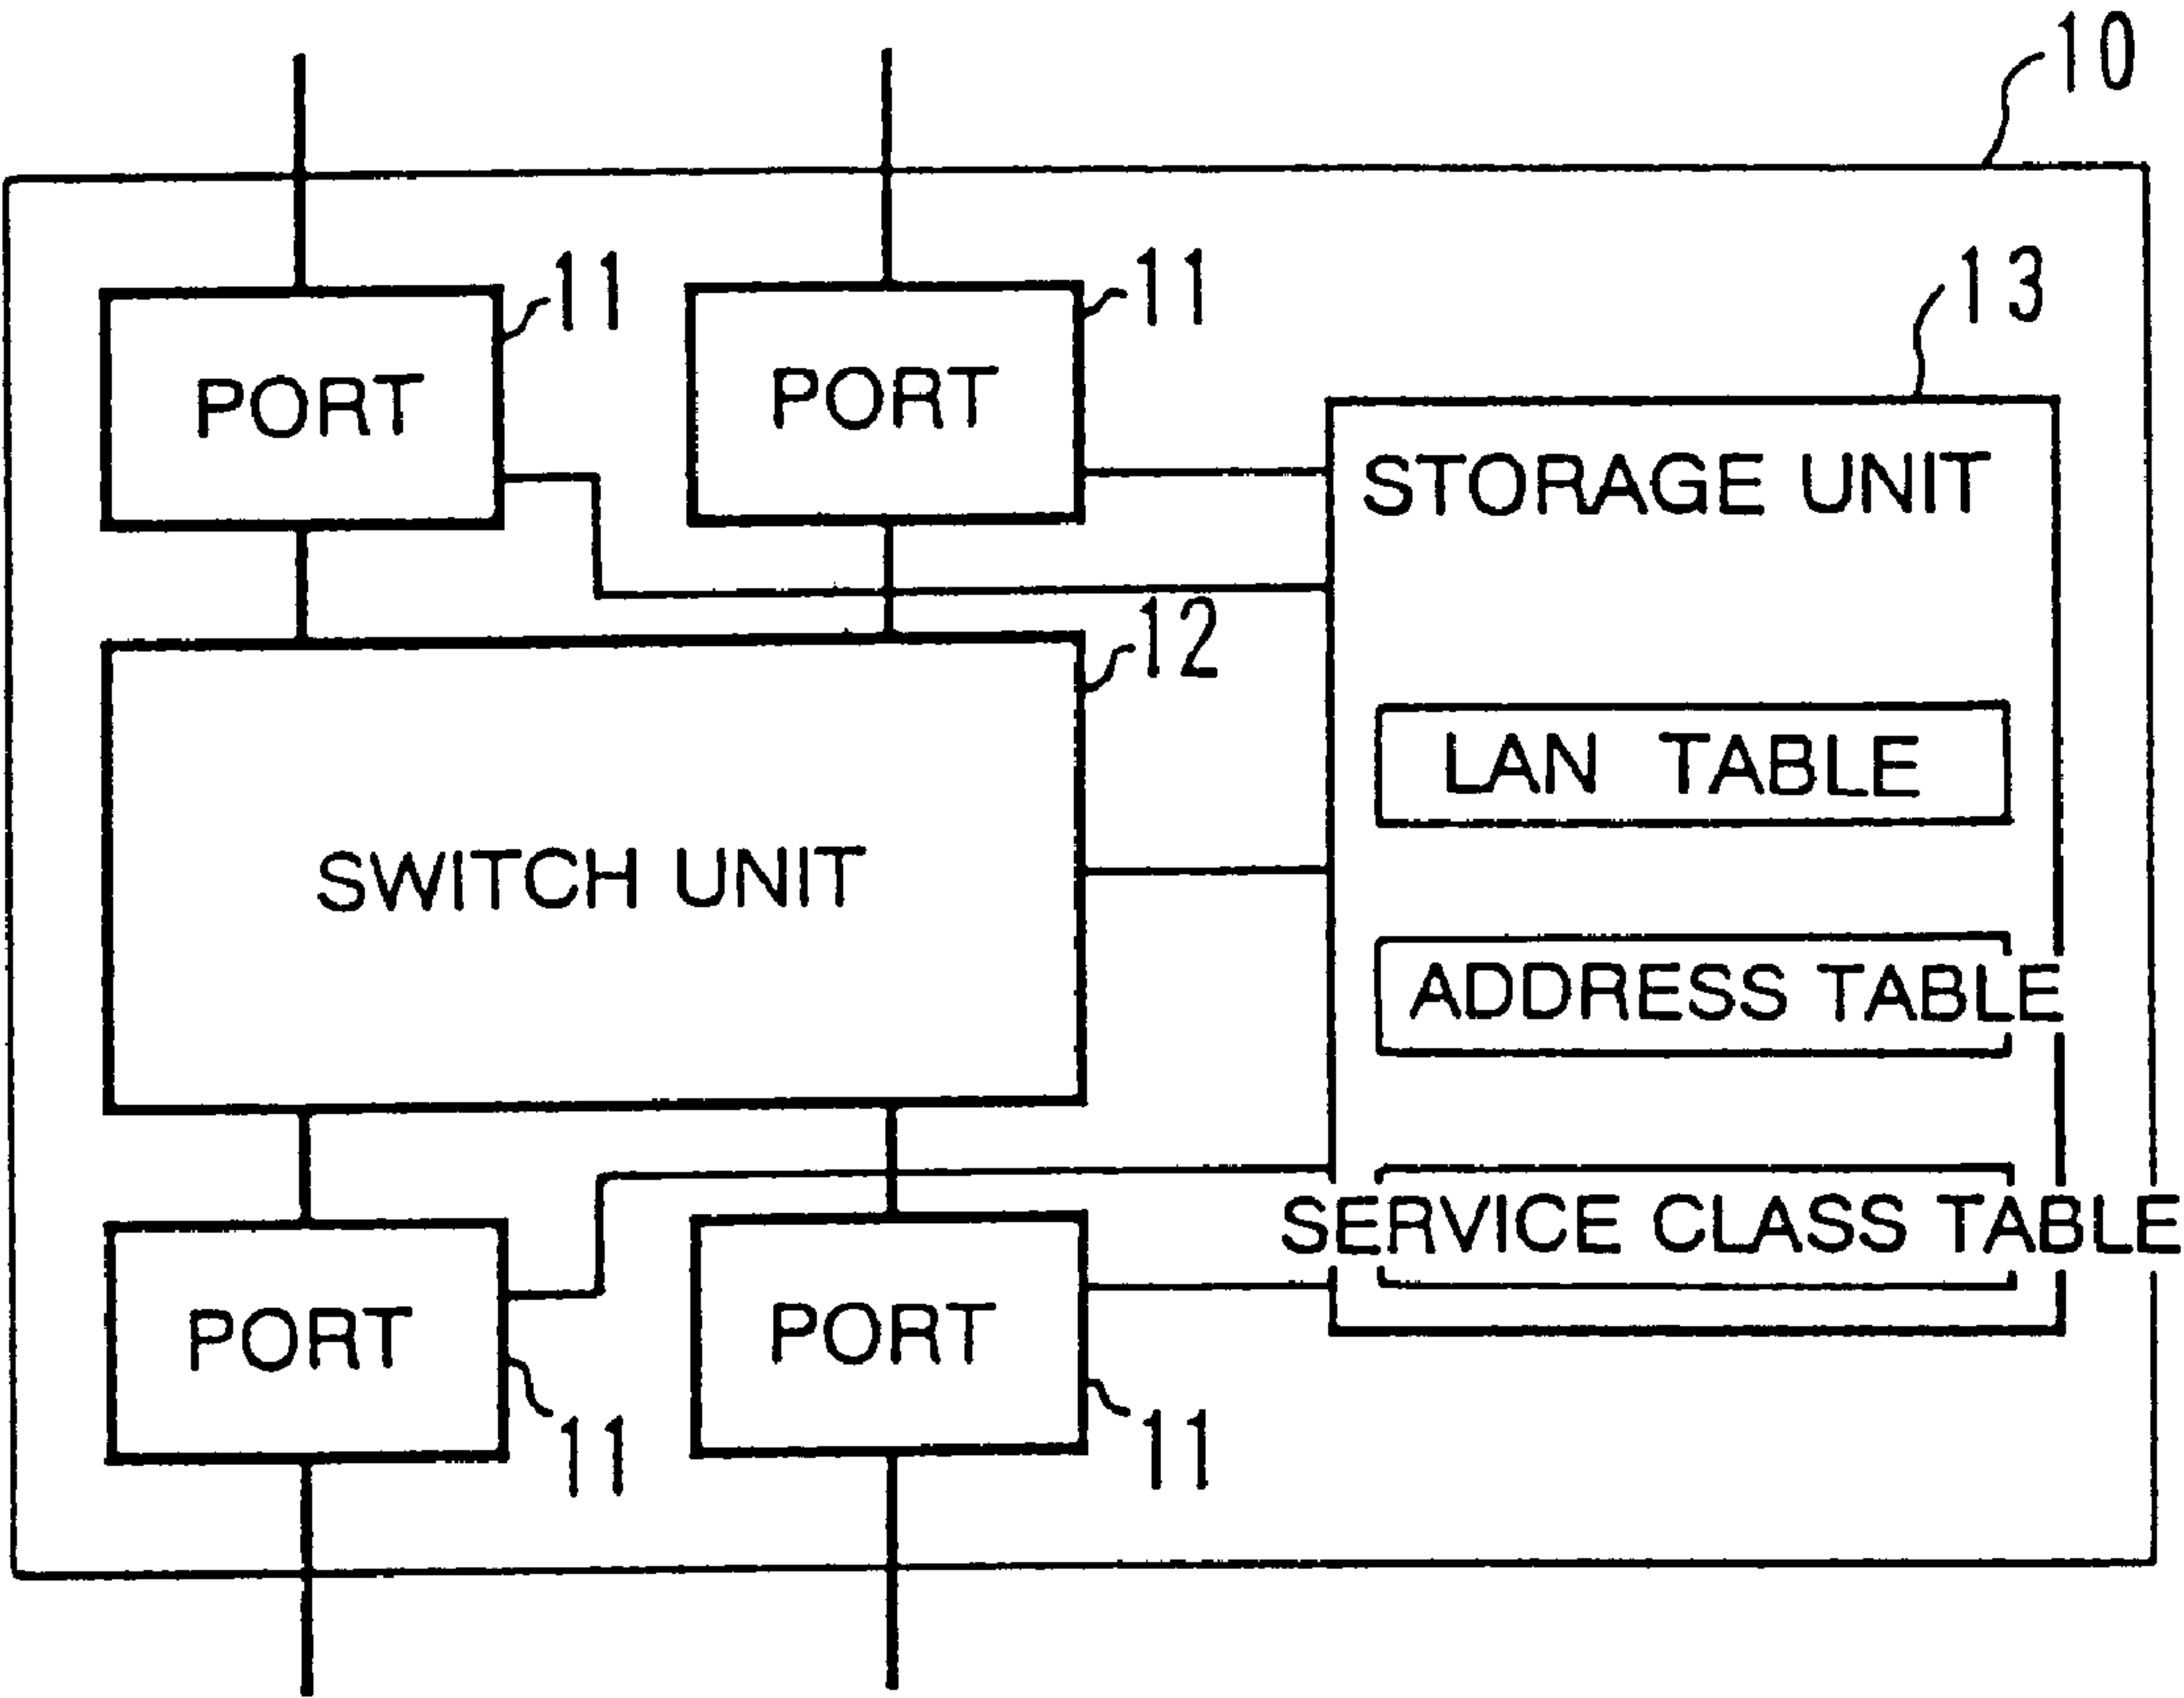 10
11
11
13
PORT
PORT
STORAGE UNIT
12
LAN TABLE
SWITCH UNIT
ADDRESS TABLE
SERVICE CLASS TABLE
PORT
PORT
11
11